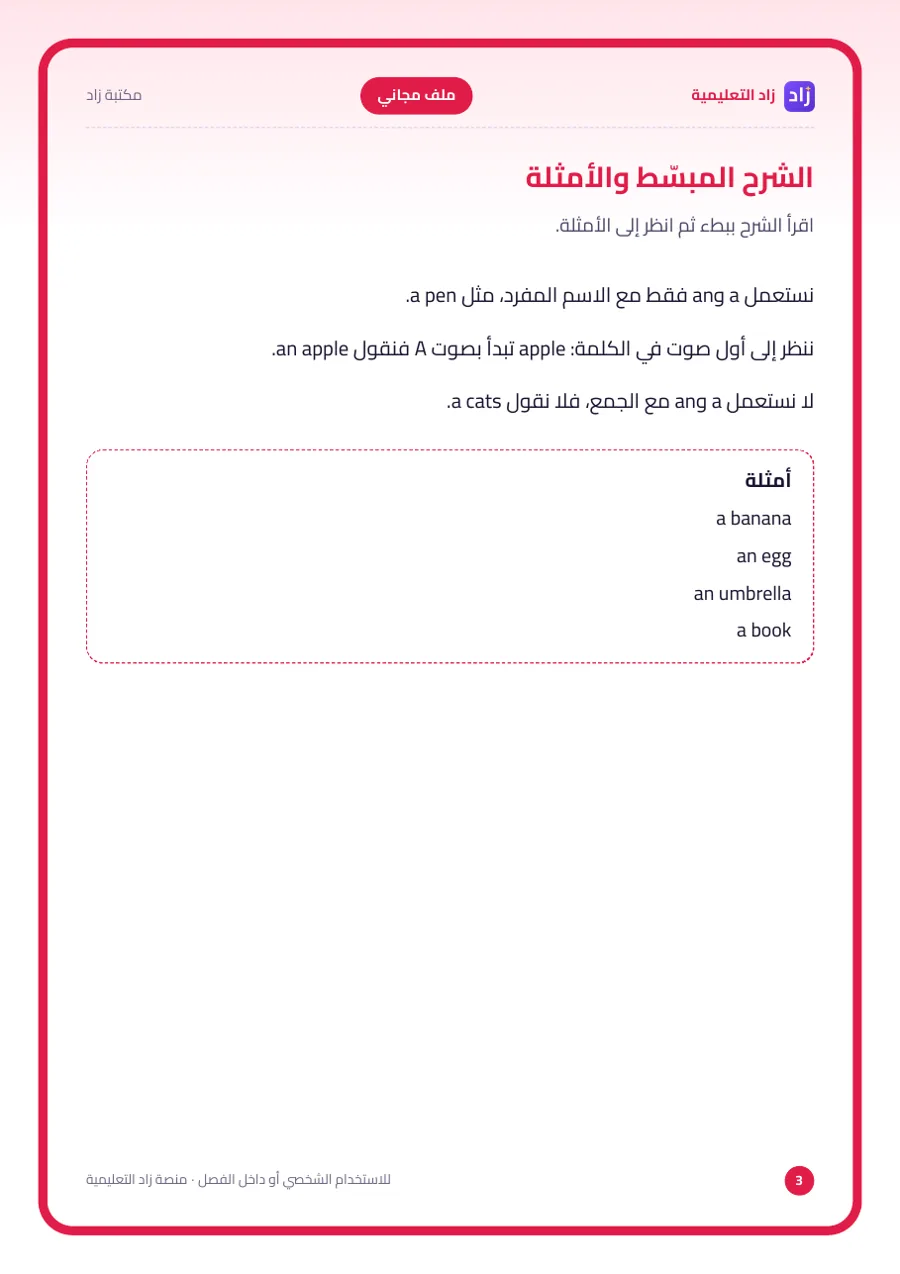 زاد زاد التعليمية
ملف مجاني
مكتبة زاد
الشرح المبسّط والأمثلة
اقرأ الشرح ببطء ثم انظر إلى الأمثلة.
نستعمل a وan فقط مع الاسم المفرد، مثل a pen.
ننظر إلى أول صوت في الكلمة: apple تبدأ بصوت A فنقول an apple.
لا نستعمل a وan مع الجمع، فلا نقول a cats.
أمثلة
a banana
an egg
an umbrella
a book
3
للاستخدام الشخصي أو داخل الفصل · منصة زاد التعليمية